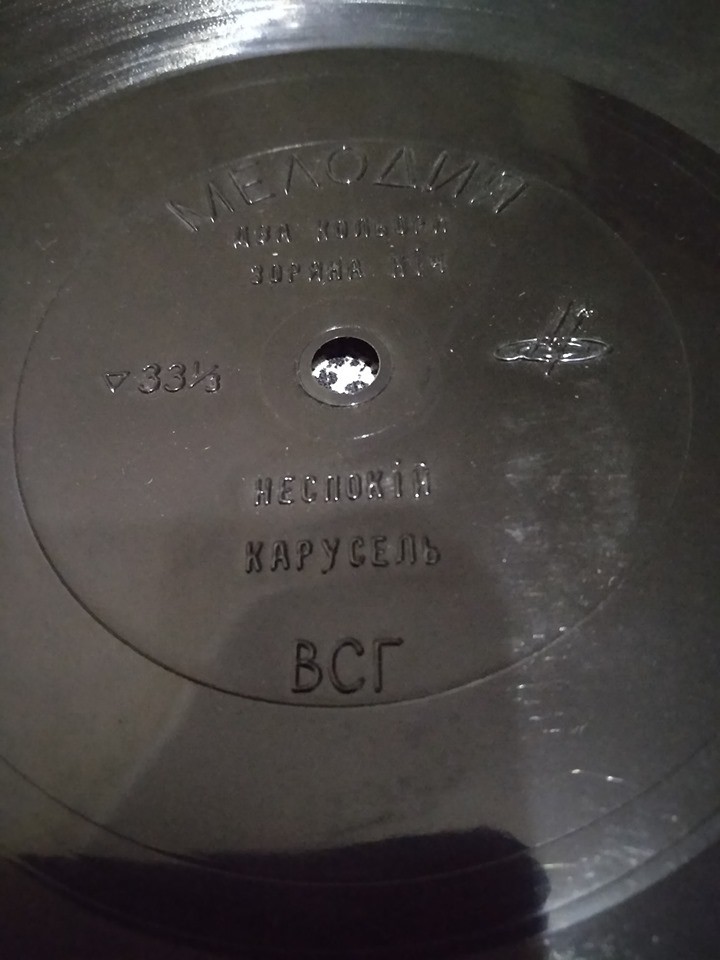 МЕЛОДИЯ
ДВА КОЛЬОРИ
ЗОРЯНА НІЧ
▽33⅓
НЕСПОКІЙ
КАРУСЕЛЬ
ВСГ